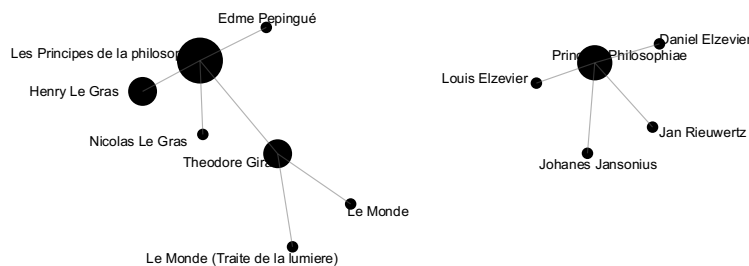 Edme Pepingué
Les Principes de la philosop
Henry Le Gras
Nicolas Le Gras
Theodore Gira
Le Monde
Le Monde (Traite de la lumiere)
Daniel Elzevier
Philosophiae
Louis Elzevier
Jan Rieuwertz
Johanes Jansonius